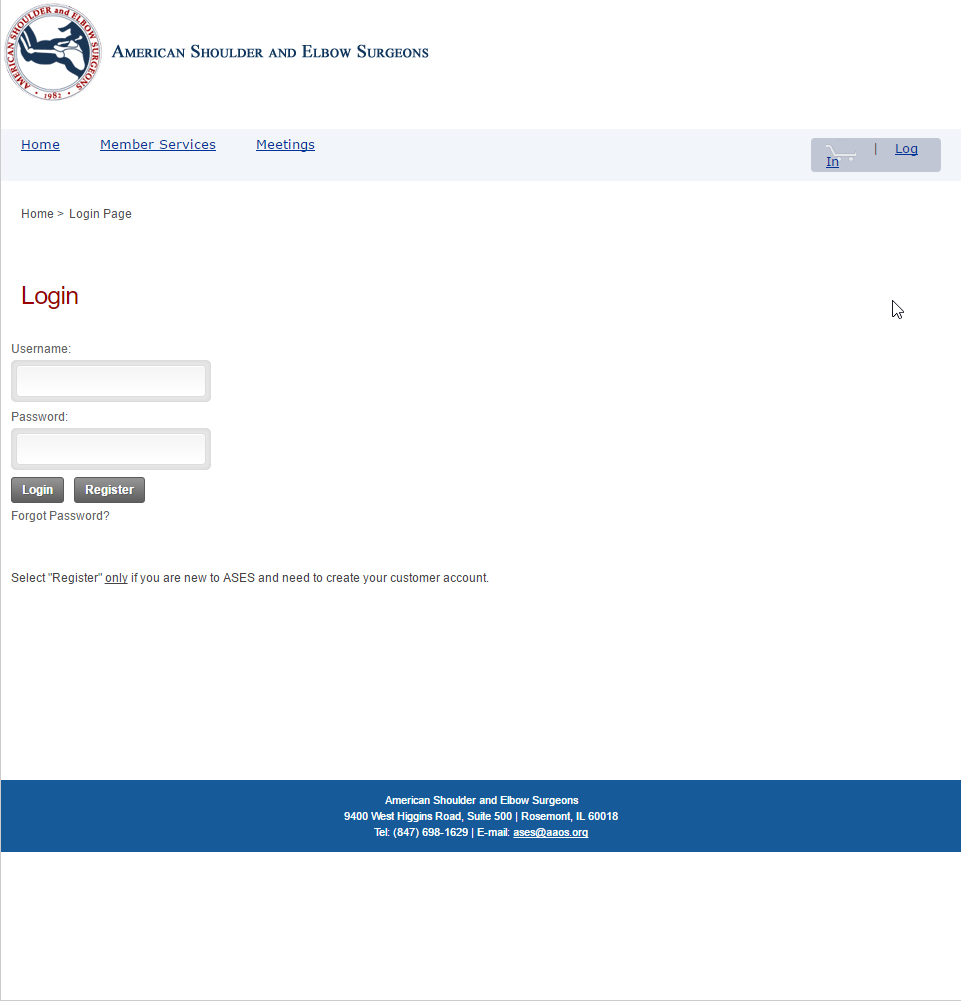 AMERICAN SHOULDER and ELBOW SURGEONS
• 1982 •
AMERICAN SHOULDER AND ELBOW SURGEONS
Home Member Services Meetings
| Log
In
Home > Login Page
Login
Username:
Password:
Login Register
Forgot Password?
Select "Register" only if you are new to ASES and need to create your customer account.
American Shoulder and Elbow Surgeons
9400 West Higgins Road, Suite 500 | Rosemont, IL 60018
Tel: (847) 698-1629 | E-mail: ases@aaos.org